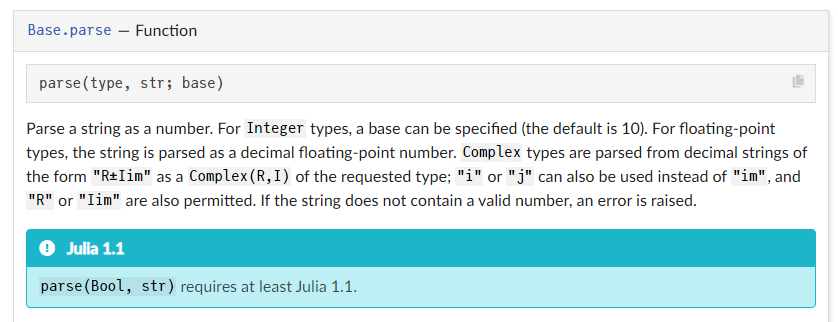 Base.parse — Function
parse(type, str; base)
Parse a string as a number. For Integer types, a base can be specified (the default is 10). For floating-point
types, the string is parsed as a decimal floating-point number. Complex types are parsed from decimal strings of
the form "R±Iim" as a Complex(R,I) of the requested type; "i" or "j" can also be used instead of "im", and
"R" or "Iim" are also permitted. If the string does not contain a valid number, an error is raised.
Julia 1.1
parse(Bool, str) requires at least Julia 1.1.